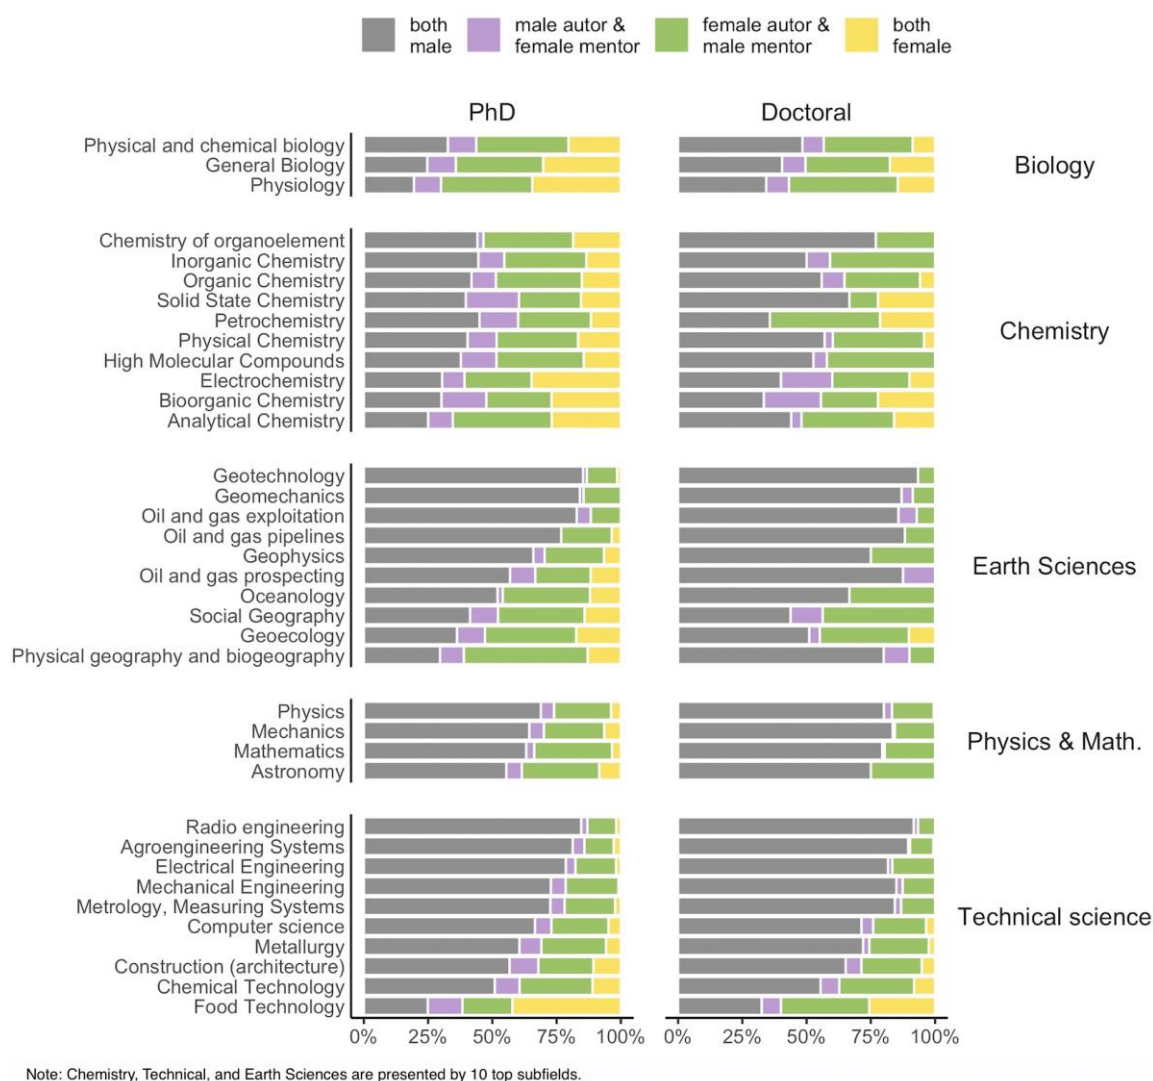 both male
male autor & female mentor
female autor & male mentor
both female
PhD
Doctoral
Physical and chemical biology
General Biology
Physiology
Biology
Chemistry of organoelement
Inorganic Chemistry
Organic Chemistry
Solid State Chemistry
Petrochemistry
Physical Chemistry
High Molecular Compounds
Electrochemistry
Bioorganic Chemistry
Analytical Chemistry
Chemistry
Geotechnology
Geomechanics
Oil and gas exploitation
Oil and gas pipelines
Geophysics
Oil and gas prospecting
Oceanology
Social Geography
Geoecology
Physical geography and biogeography
Earth Sciences
Physics
Mechanics
Mathematics
Astronomy
Physics & Math.
Radio engineering
Agroengineering Systems
Electrical Engineering
Mechanical Engineering
Metrology, Measuring Systems
Computer science
Metallurgy
Construction (architecture)
Chemical Technology
Food Technology
Technical science
0% 25% 50% 75% 100%
0% 25% 50% 75% 100%
Note: Chemistry, Technical, and Earth Sciences are presented by 10 top subfields.